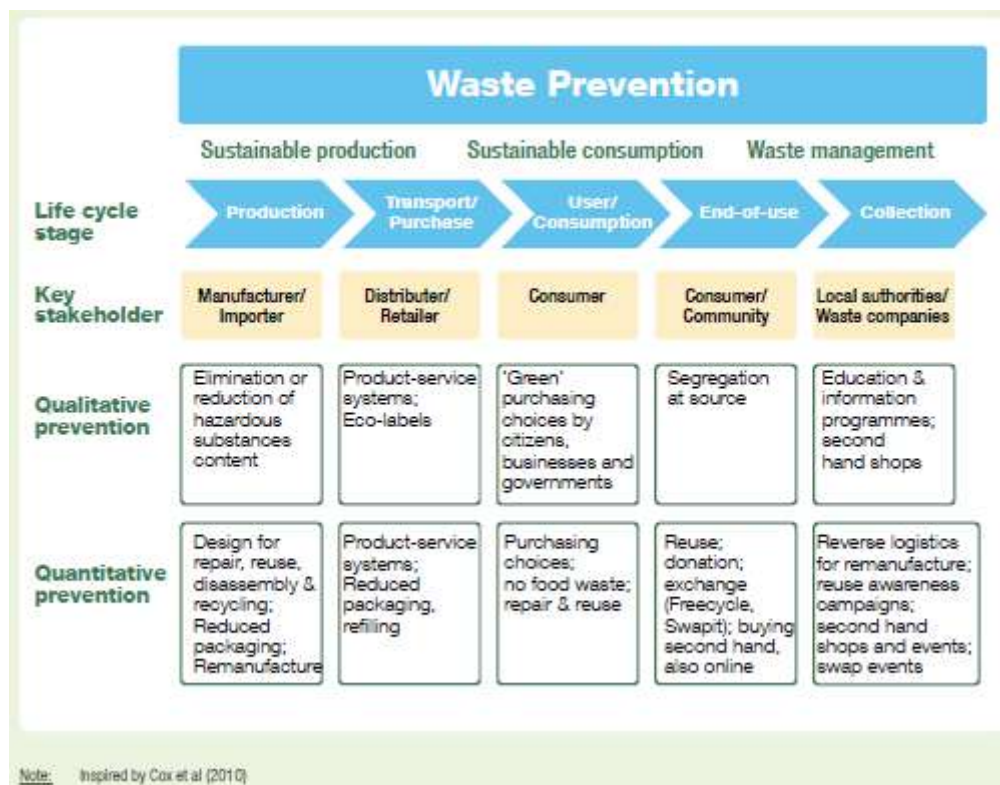 Waste Prevention
Sustainable production
Sustainable consumption
Waste management
Life cycle
stage
Production
Transport/
Purchase
User/
Consumption
End-of-use
Collection
Key
stakeholder
Manufacturer/
Importer
Distributer/
Retailer
Consumer
Consumer/
Community
Local authorities/
Waste companies
Qualitative
prevention
Elimination or
reduction of
hazardous
substances
content
Product-service
systems;
Eco-labels
'Green'
purchasing
choices by
citizens,
businesses and
governments
Segregation
at source
Education &
information
programmes;
second
hand shops
Quantitative
prevention
Design for
repair, reuse,
disassembly &
recycling;
Reduced
packaging;
Remanufacture
Product-service
systems;
Reduced
packaging,
refilling
Purchasing
choices;
no food waste;
repair & reuse
Reuse;
donation;
exchange
(Freecycle,
Swapit); buying
second hand,
also online
Reverse logistics
for remanufacture;
reuse awareness
campaigns;
second hand
shops and events;
swap events
Note: Inspired by Cox et al (2010)